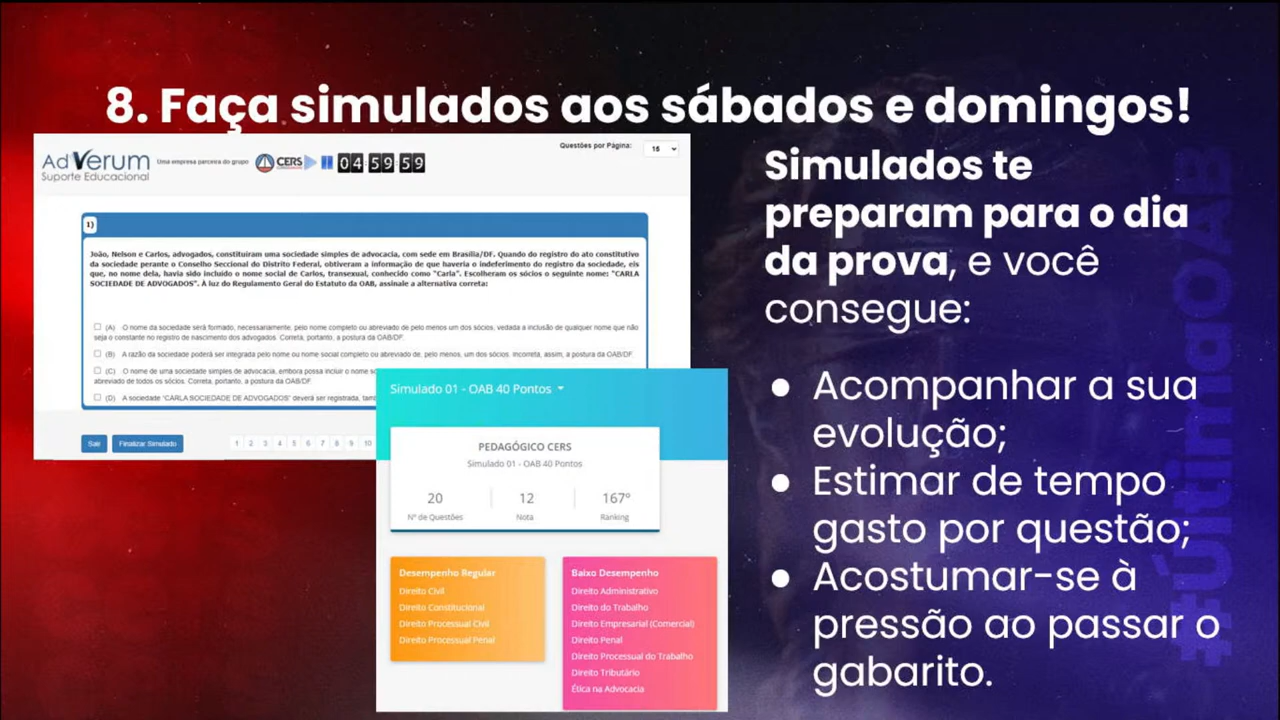 8. Faça simulados aos sábados e domingos!
Ad Verum
Suporte Educacional
Uma empresa parceira do grupo
CERS
04 59 59
Questões por Página:
15
1)
João, Nelson e Carlos, advogados, constituíram uma sociedade simples de advocacia, com sede em Brasília/DF. Quando do registro do ato constitutivo
da sociedade perante o Conselho Seccional do Distrito Federal, obtiveram a informação de que haveria o indeferimento do registro da sociedade, eis
que, no nome dela, havia sido incluído o nome social de Carlos, transexual, conhecido como "Carla". Escolheram os sócios o seguinte nome: "CARLA
SOCIEDADE DE ADVOGADOS". À luz do Regulamento Geral do Estatuto da OAB, assinale a alternativa correta:
(A) O nome da sociedade será formado, necessariamente, pelo nome completo ou abreviado de pelo menos um dos sócios, vedada a inclusão de qualquer nome que não
seja o constante no registro de nascimento dos advogados. Correta, portanto, a postura da OAB/DF.
(B) A razão da sociedade poderá ser integrada pelo nome ou nome social completo ou abreviado de, pelo menos, um dos sócios. Incorreta, assim, a postura da OAB/DF.
(C) O nome de uma sociedade simples de advocacia, embora possa incluir o nome
abreviado de todos os sócios. Correta, portanto, a postura da OAB/DF
(D) A sociedade "CARLA SOCIEDADE DE ADVOGADOS" deverá ser registrada,
Sair
Finalizar Simulado
1 2 3 4 5 6 7 8 9 10
Simulado 01 - OAB 40 Pontos
PEDAGÓGICO CERS
Simulado 01 - OAB 40 Pontos
20 12 167º
Nº de Questões Nota Ranking
Desempenho Regular
Direito Civil
Direito Constitucional
Direito Processual Civil
Direito Processual Penal
Baixo Desempenho
Direito Administrativo
Direito do Trabalho
Direito Empresarial (Comercial)
Direito Penal
Direito Processual do Trabalho
Direito Tributário
Ética na Advocacia
Simulados te
preparam para o dia
da prova, e você
consegue:
● Acompanhar a sua
evolução;
● Estimar de tempo
gasto por questão;
● Acostumar-se à
pressão ao passar o
gabarito.
#ÚltimaOAB